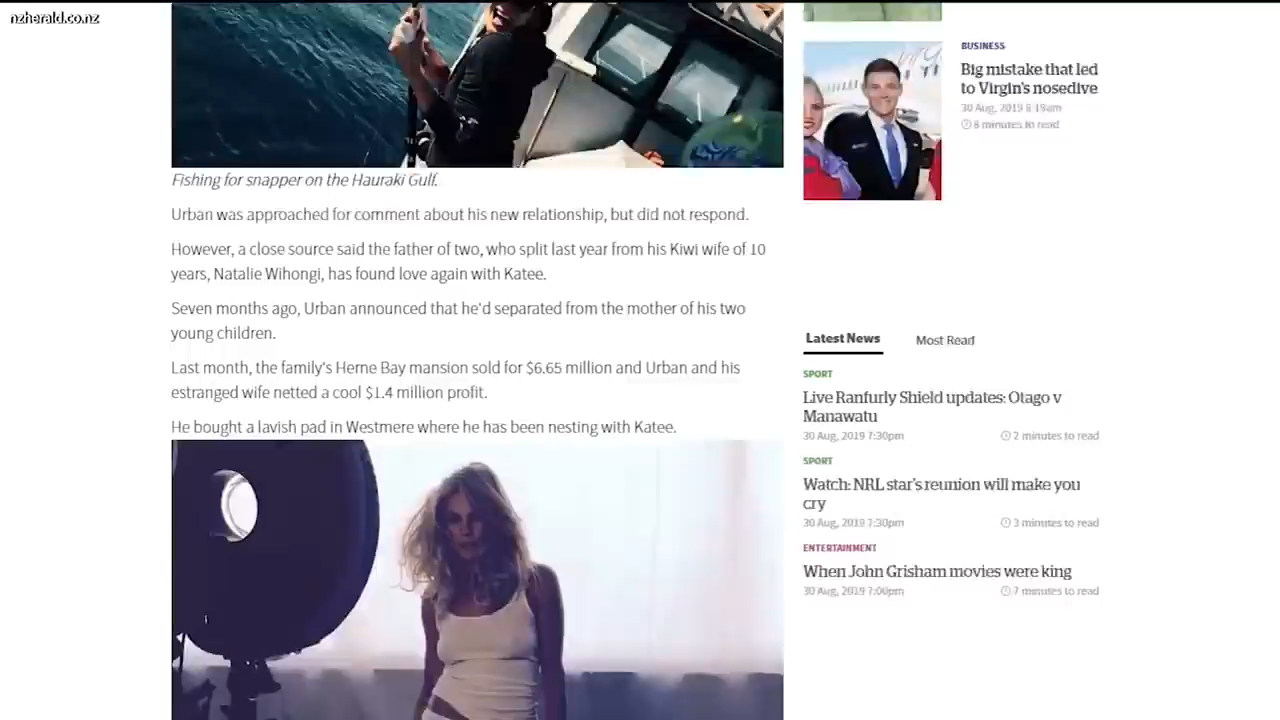 nzherald.co.nz
Fishing for snapper on the Hauraki Gulf.
Urban was approached for comment about his new relationship, but did not respond.
However, a close source said the father of two, who split last year from his Kiwi wife of 10
years, Natalie Wihongi, has found love again with Katee.
Seven months ago, Urban announced that he'd separated from the mother of his two
young children.
Last month, the family's Herne Bay mansion sold for $6.65 million and Urban and his
estranged wife netted a cool $1.4 million profit.
He bought a lavish pad in Westmere where he has been nesting with Katee.
BUSINESS
Big mistake that led
to Virgin's nosedive
30 Aug, 2019 8:19am
8 minutes to read
Latest News
Most Read
SPORT
Live Ranfurly Shield updates: Otago v
Manawatu
30 Aug, 2019 7:30pm
2 minutes to read
SPORT
Watch: NRL star's reunion will make you
cry
30 Aug, 2019 7:30pm
3 minutes to read
ENTERTAINMENT
When John Grisham movies were king
30 Aug, 2019 7:00pm
7 minutes to read